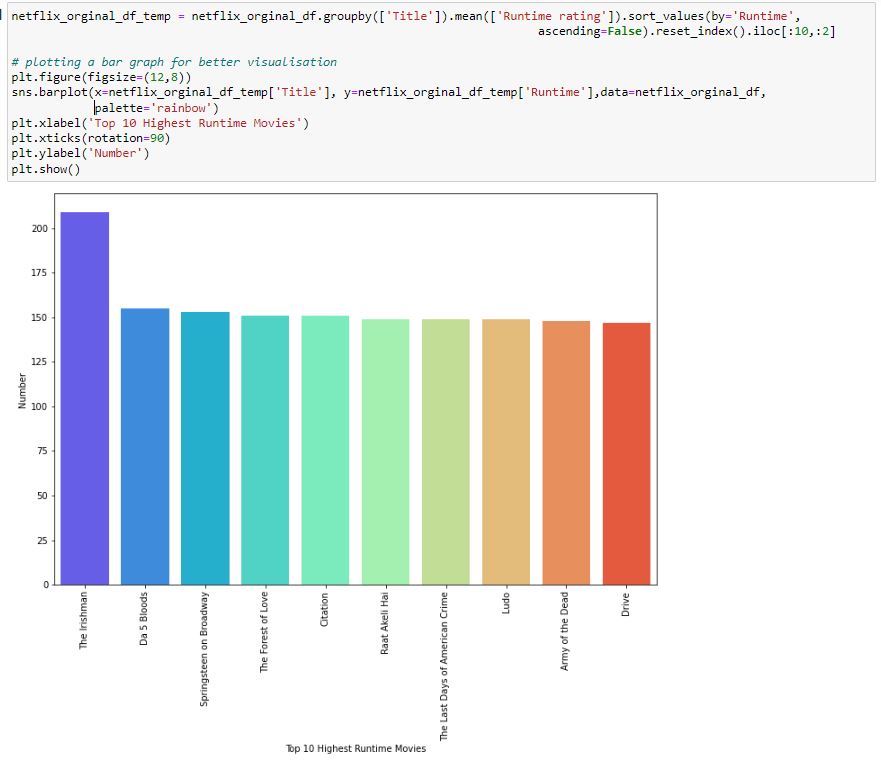 netflix_orginal_df_temp = netflix_orginal_df.groupby(['Title']).mean(['Runtime rating']).sort_values(by='Runtime',
ascending=False).reset_index().iloc[:10,:2]
# plotting a bar graph for better visualisation
plt.figure(figsize=(12,8))
sns.barplot(x=netflix_orginal_df_temp['Title'], y=netflix_orginal_df_temp['Runtime'],data=netflix_orginal_df,
palette='rainbow')
plt.xlabel('Top 10 Highest Runtime Movies')
plt.xticks(rotation=90)
plt.ylabel('Number')
plt.show()
200
175
150
125
100
75
50
25
0
Number
The Irishman
Da 5 Bloods
Springsteen on Broadway
The Forest of Love
Citation
Raat Akeli Hai
The Last Days of American Crime
Ludo
Army of the Dead
Drive
Top 10 Highest Runtime Movies